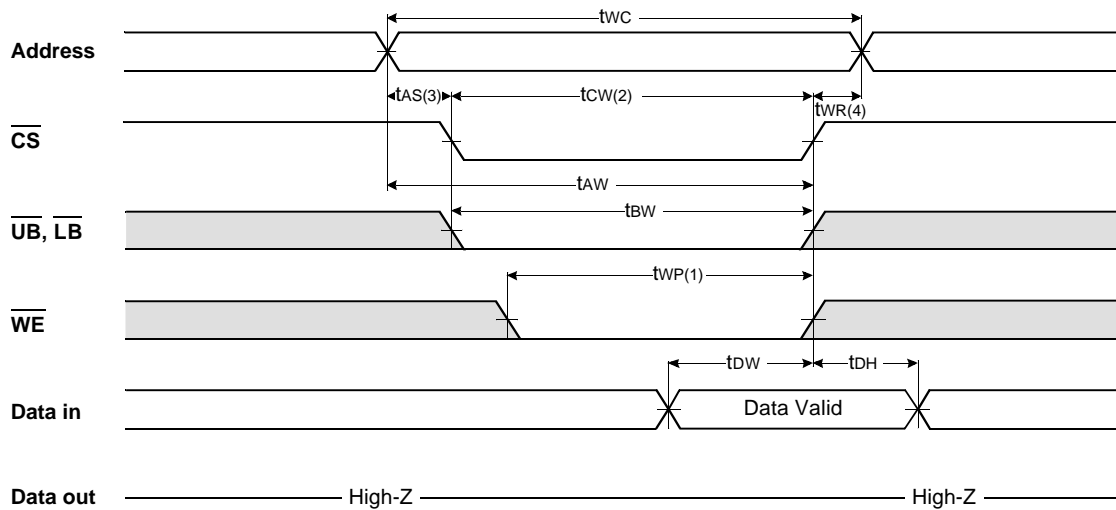 tWC
Address
tAS(3) tCW(2) tWR(4)
CS
tAW
UB, LB
tBW
tWP(1)
WE
tDW tDH
Data in Data Valid
Data out High-Z High-Z